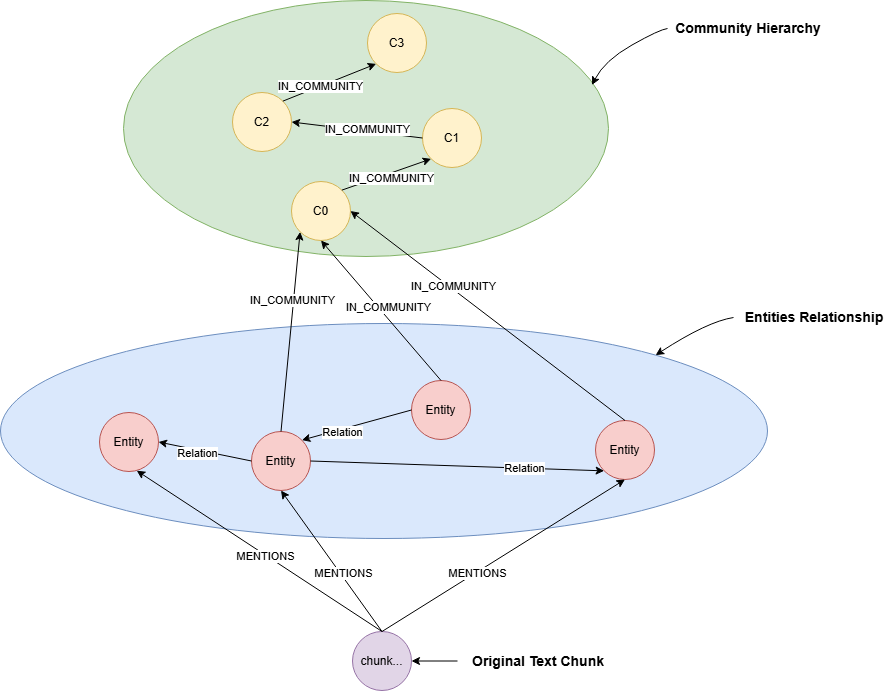 Community Hierarchy
C3
IN_COMMUNITY
C2
IN_COMMUNITY
C1
IN_COMMUNITY
C0
IN_COMMUNITY
IN_COMMUNITY
IN_COMMUNITY
Entities Relationship
Entity
Relation
Entity
Relation
Entity
Entity
Relation
MENTIONS
MENTIONS
MENTIONS
chunk...
Original Text Chunk